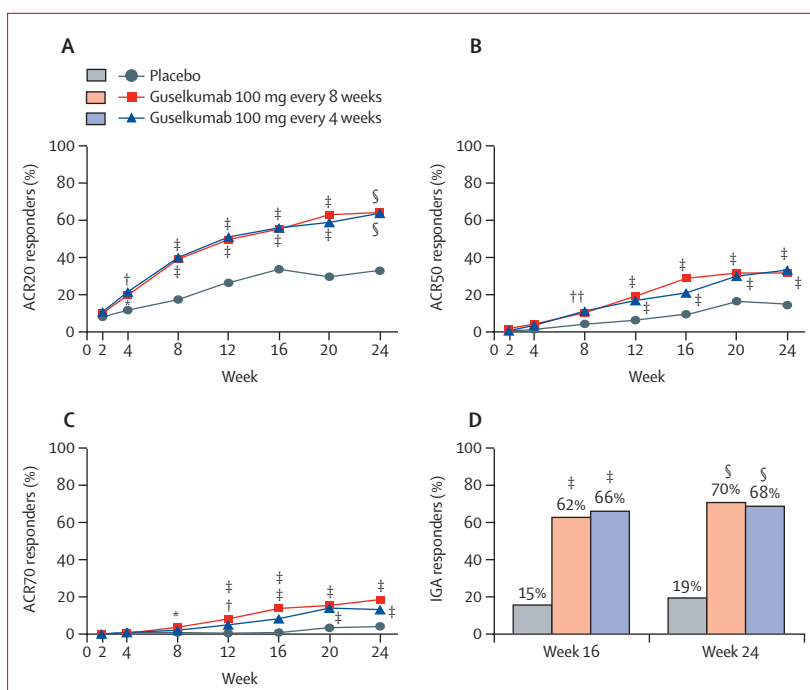 A
B
Placebo
Guselkumab 100 mg every 8 weeks
Guselkumab 100 mg every 4 weeks
ACR20 responders (%)
100
80
60
40
20
0
† * ‡ ‡ ‡ ‡ ‡ ‡ ‡ ‡ § §
0 2 4 8 12 16 20 24
Week
ACR50 responders (%)
100
80
60
40
20
0
†† ‡ ‡ ‡ ‡ ‡ ‡ ‡ ‡
0 2 4 8 12 16 20 24
Week
C
ACR70 responders (%)
100
80
60
40
20
0
* ‡ † ‡ ‡ ‡ ‡ ‡ ‡
0 2 4 8 12 16 20 24
Week
D
IGA responders (%)
100
80
60
40
20
0
‡ ‡ § §
15% 62% 66% 19% 70% 68%
Week 16 Week 24